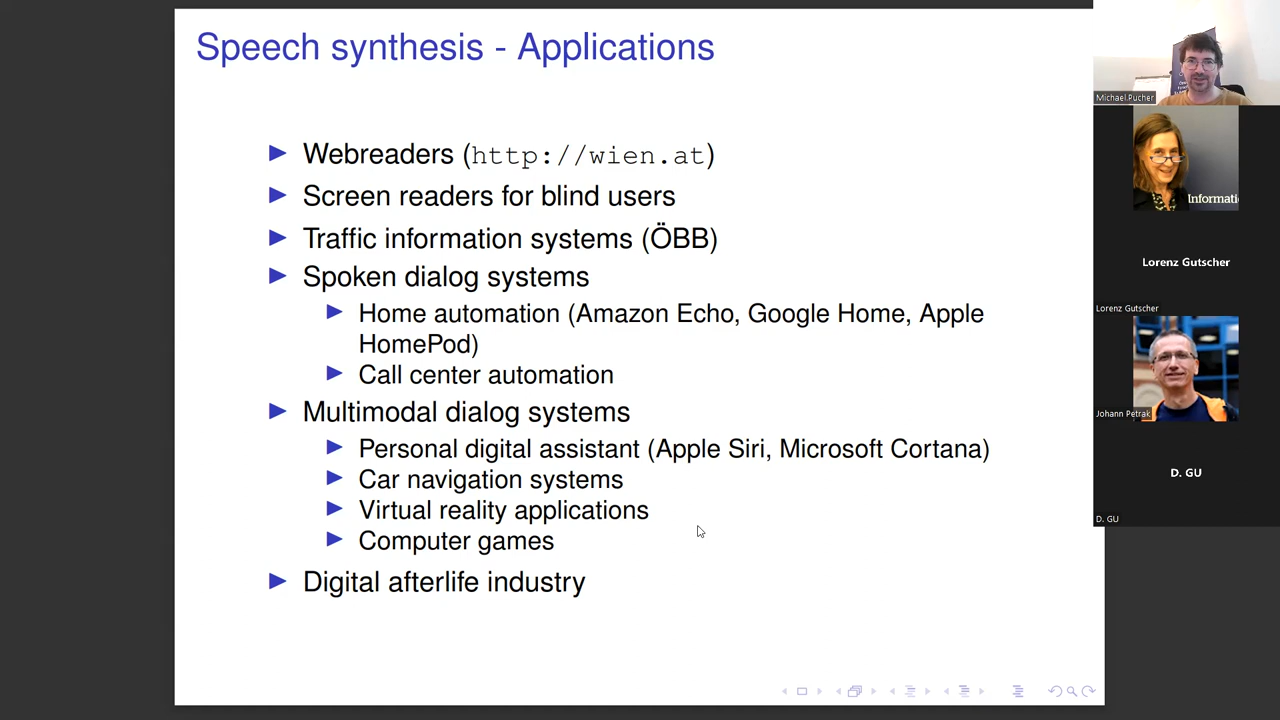 Speech synthesis - Applications
Webreaders (http://wien.at)
Screen readers for blind users
Traffic information systems (ÖBB)
Spoken dialog systems
Home automation (Amazon Echo, Google Home, Apple
HomePod)
Call center automation
Multimodal dialog systems
Personal digital assistant (Apple Siri, Microsoft Cortana)
Car navigation systems
Virtual reality applications
Computer games
Digital afterlife industry
Michael Pucher
Informati
Lorenz Gutscher
Lorenz Gutscher
Johann Petrak
D. GU
D. GU